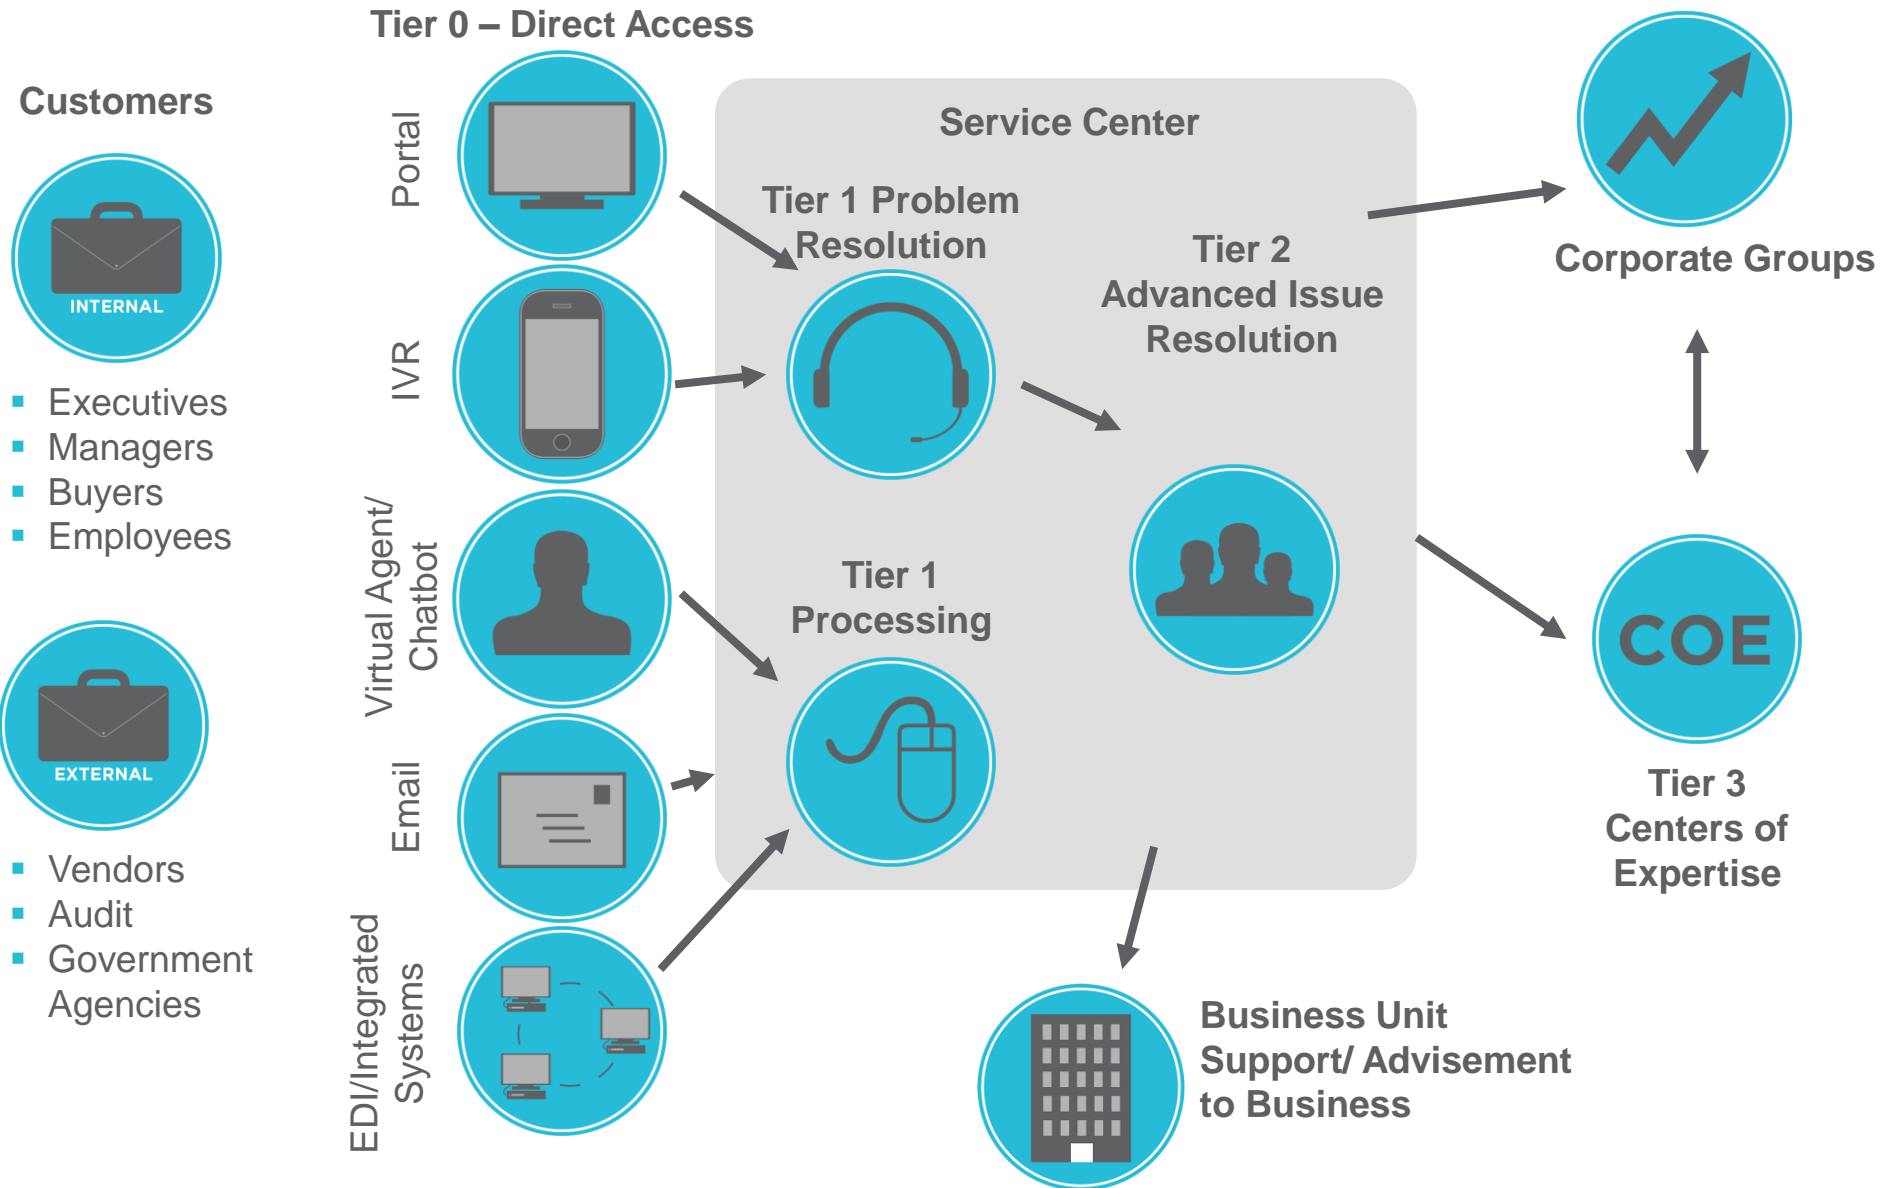 Tier 0 – Direct Access
Customers
INTERNAL
Executives
Managers
Buyers
Employees
EXTERNAL
Vendors
Audit
Government
Agencies
Portal
IVR
Virtual Agent/
Chatbot
Email
EDI/Integrated
Systems
Service Center
Tier 1 Problem
Resolution
Tier 1
Processing
Tier 2
Advanced Issue
Resolution
Corporate Groups
COE
Tier 3
Centers of
Expertise
Business Unit
Support/ Advisement
to Business